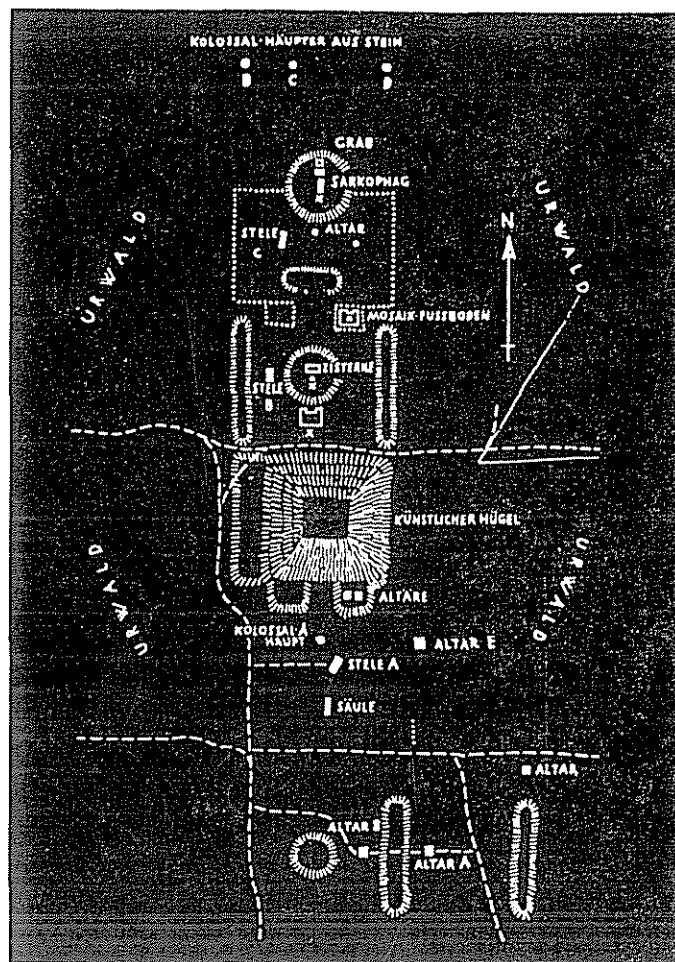 KOLOSSAL-HÄUPTER AUS STEIN
B C D
GRAB
SARKOPHAG
URWALD
URWALD
N
STELE
C
ALTAR
MOSAIK-FUSSBODEN
ZISTERNE
STELE
B
KÜNSTLICHER HÜGEL
URWALD
URWALD
ALTÄRE
KOLOSSAL-A
HAUPT
ALTAR E
STELE A
SÄULE
ALTAR
ALTAR B
ALTAR A